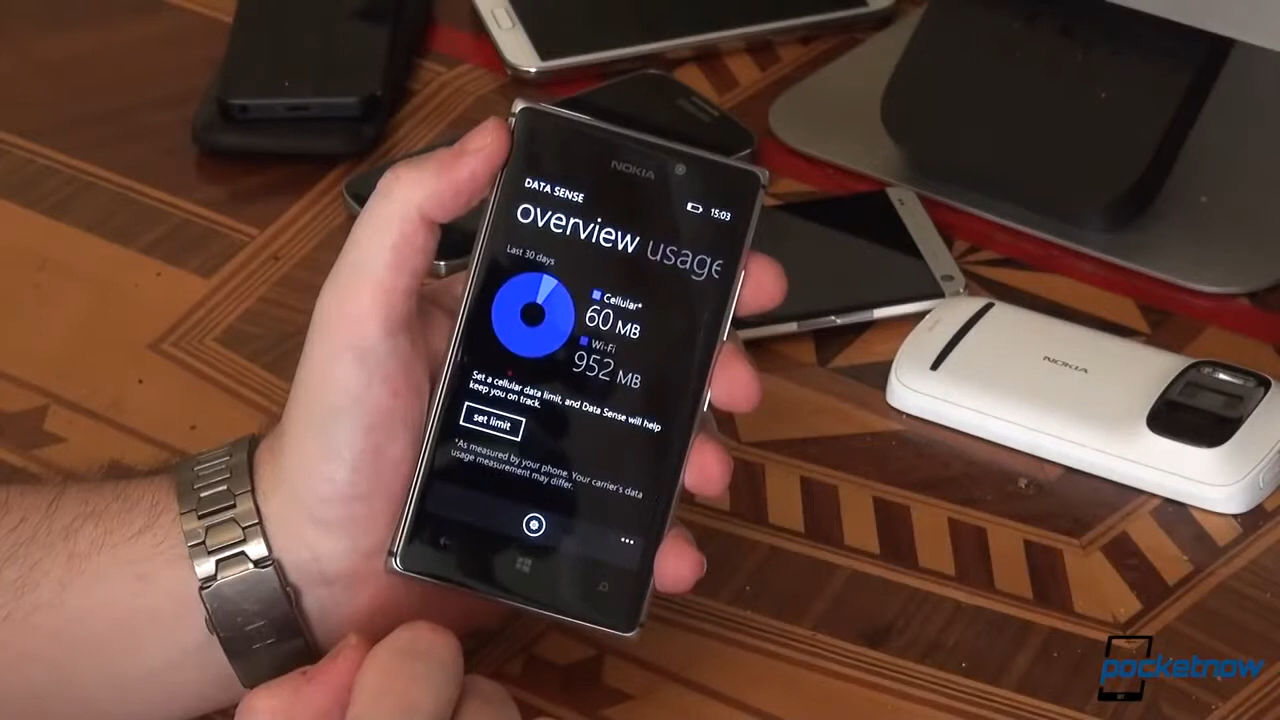 NOKIA
DATA SENSE
15:03
overview usage
Last 30 days
Cellular*
60 MB
Wi-Fi
952 MB
Set a cellular data limit, and Data Sense will help
keep you on track.
set limit
*As measured by your phone. Your carrier's data
usage measurement may differ.
NOKIA
pocketnow